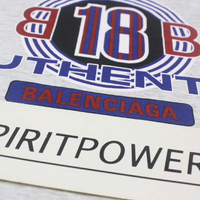 B 18 B
UTHENT
BALENCIAGA
PIRITPOWER